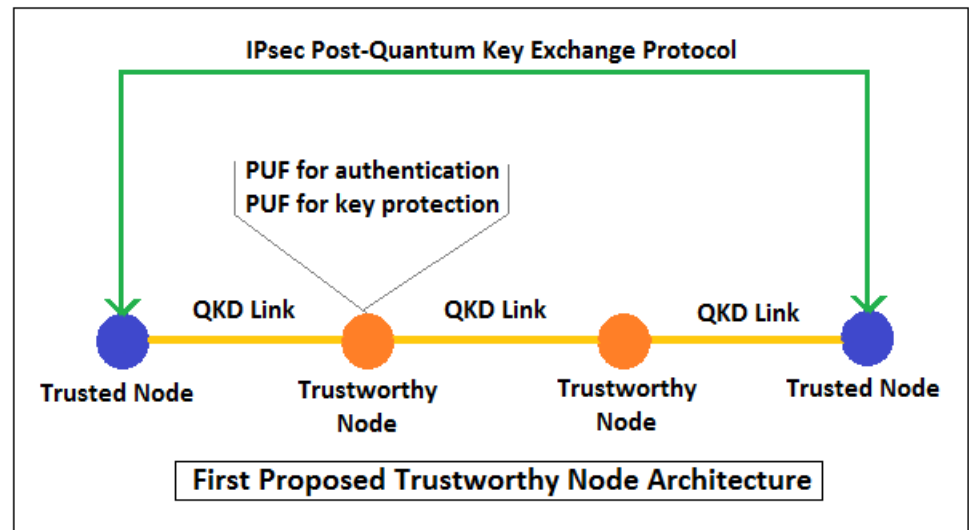 IPsec Post-Quantum Key Exchange Protocol
PUF for authentication
PUF for key protection
QKD Link
QKD Link
QKD Link
Trusted Node
Trustworthy
Node
Trustworthy
Node
Trusted Node
First Proposed Trustworthy Node Architecture